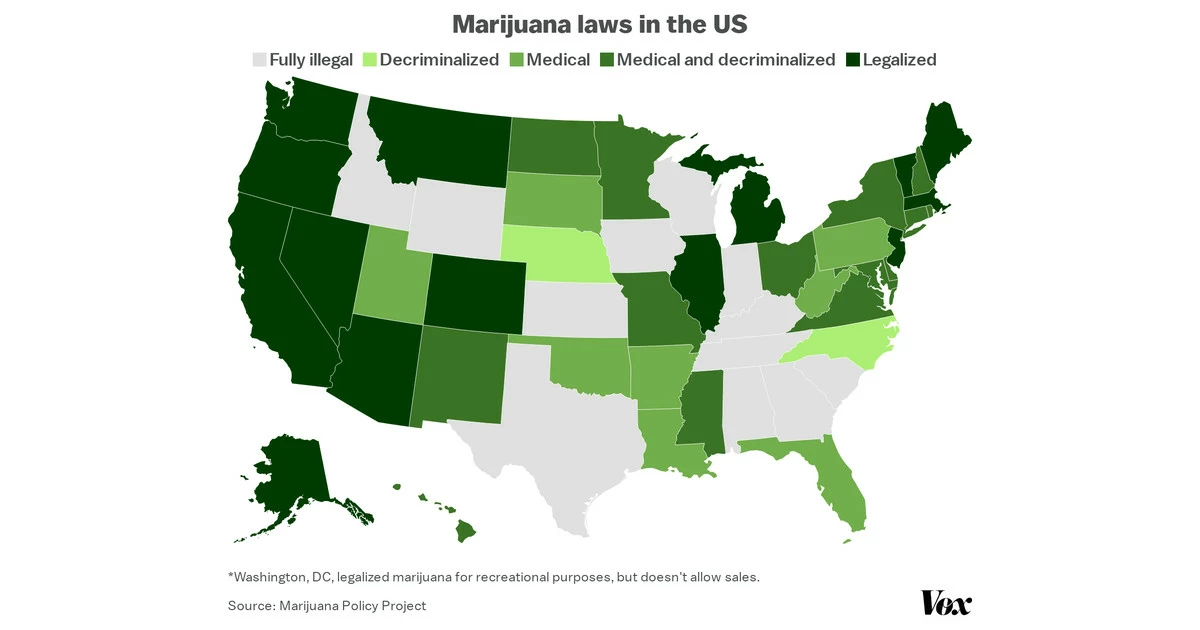 Marijuana laws in the US
Fully illegal Decriminalized Medical Medical and decriminalized Legalized
*Washington, DC, legalized marijuana for recreational purposes, but doesn't allow sales.
Source: Marijuana Policy Project
Vox